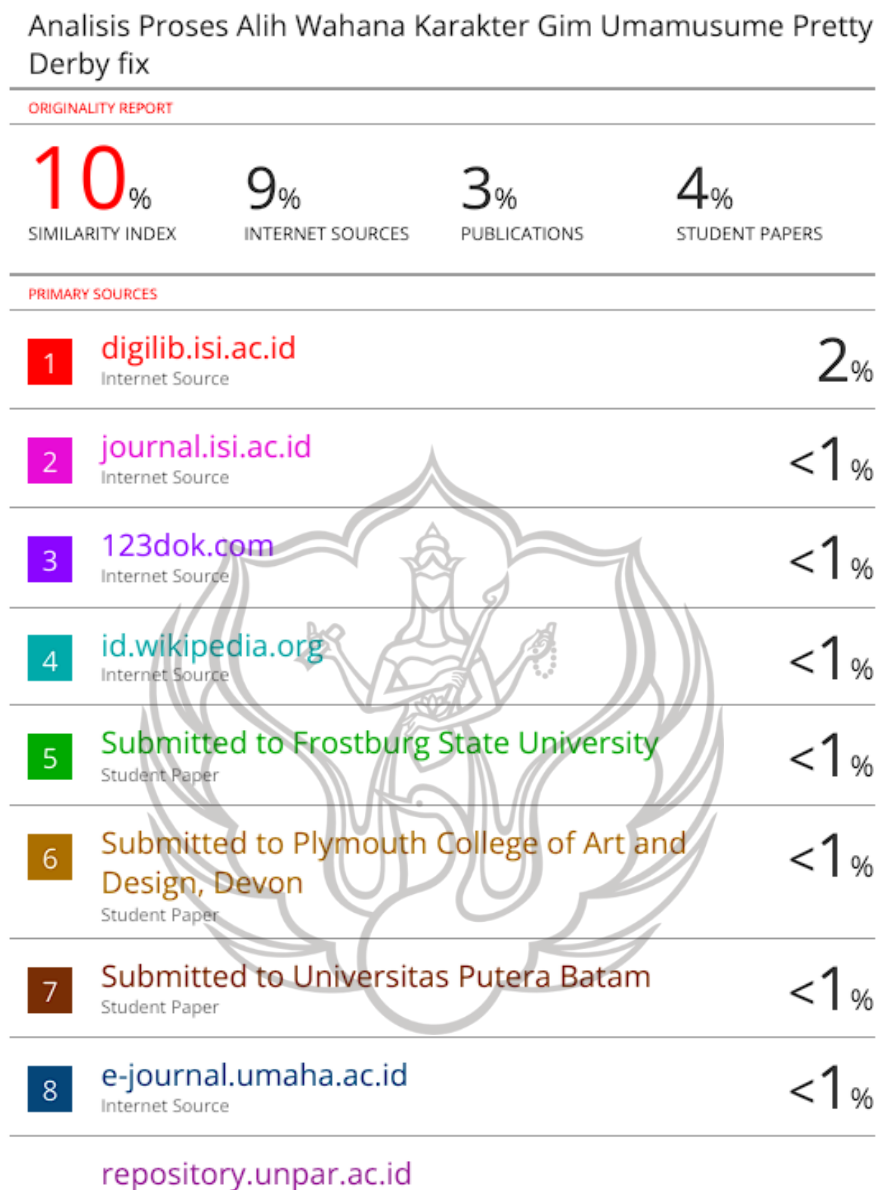 Analisis Proses Alih Wahana Karakter Gim Umamusume Pretty
Derby fix
ORIGINALITY REPORT
10%
SIMILARITY INDEX
9%
INTERNET SOURCES
3%
PUBLICATIONS
4%
STUDENT PAPERS
PRIMARY SOURCES
1 digilib.isi.ac.id 2%
Internet Source
2 journal.isi.ac.id <1%
Internet Source
3 123dok.com <1%
Internet Source
4 id.wikipedia.org <1%
Internet Source
5 Submitted to Frostburg State University <1%
Student Paper
6 Submitted to Plymouth College of Art and <1%
Design, Devon
Student Paper
7 Submitted to Universitas Putera Batam <1%
Student Paper
8 e-journal.umaha.ac.id <1%
Internet Source
repository.unpar.ac.id